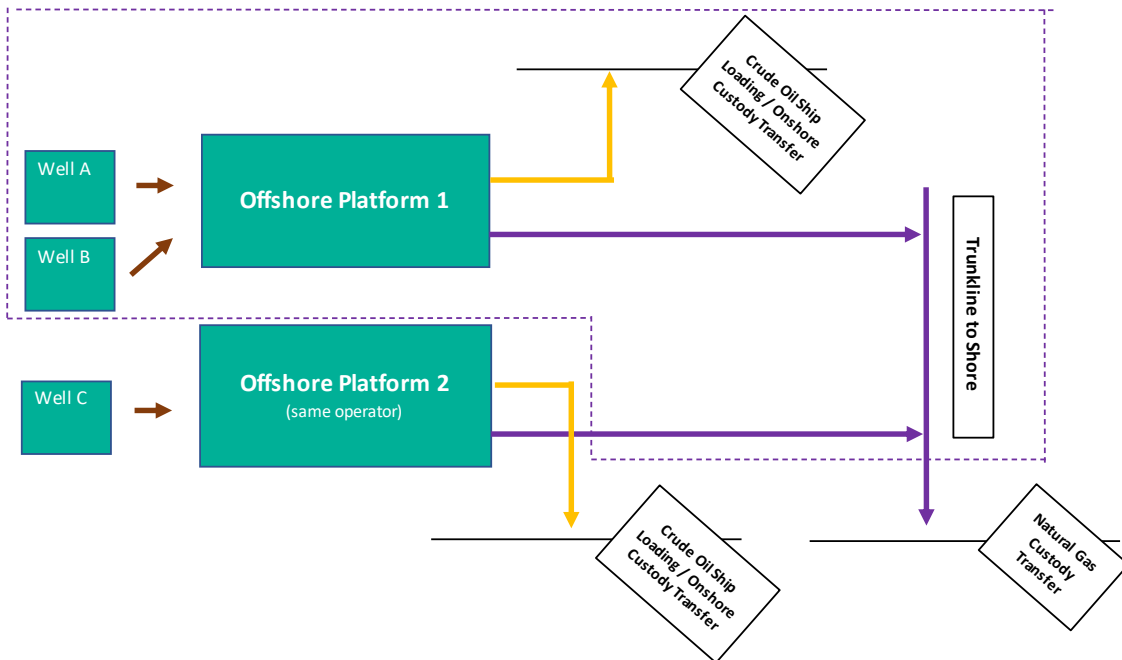 Crude Oil Ship
Loading / Onshore
Custody Transfer
Well A
Offshore Platform 1
Well B
Trunkline to Shore
Offshore Platform 2
(same operator)
Well C
Crude Oil Ship
Loading / Onshore
Custody Transfer
Natural Gas
Custody
Transfer